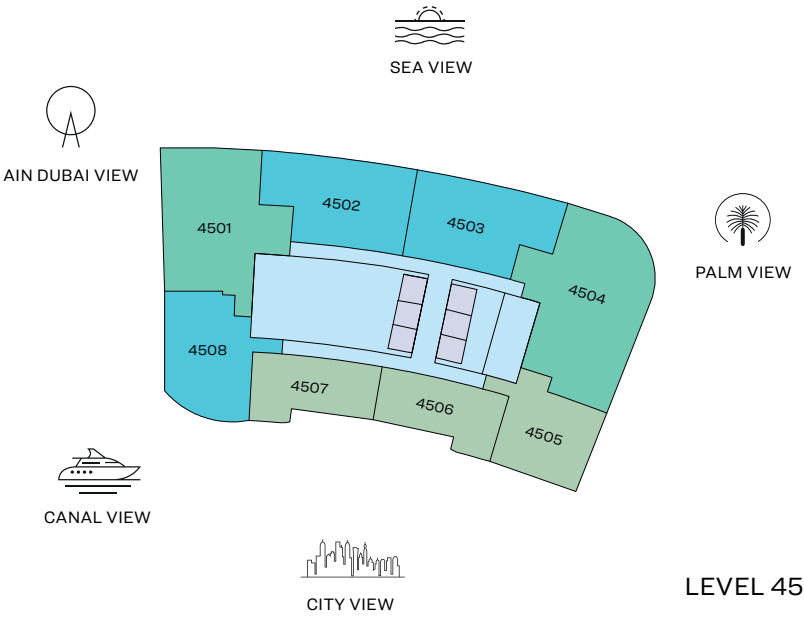 SEA VIEW
AIN DUBAI VIEW
4501
4502
4503
PALM VIEW
4504
4508
4507
4506
4505
CANAL VIEW
CITY VIEW
LEVEL 45